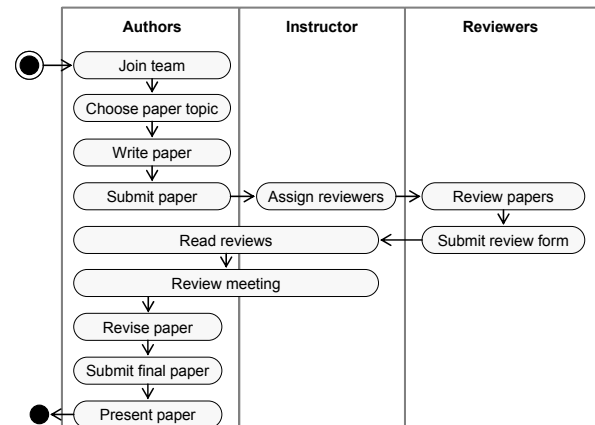 Authors Instructor Reviewers
Join team
Choose paper topic
Write paper
Submit paper Assign reviewers Review papers
Read reviews Submit review form
Review meeting
Revise paper
Submit final paper
Present paper